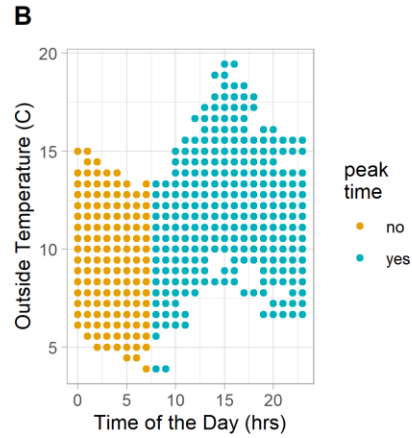 B
20
15
10
5
Outside Temperature (C)
0
5
10
15
20
Time of the Day (hrs)
peak
time
no
yes